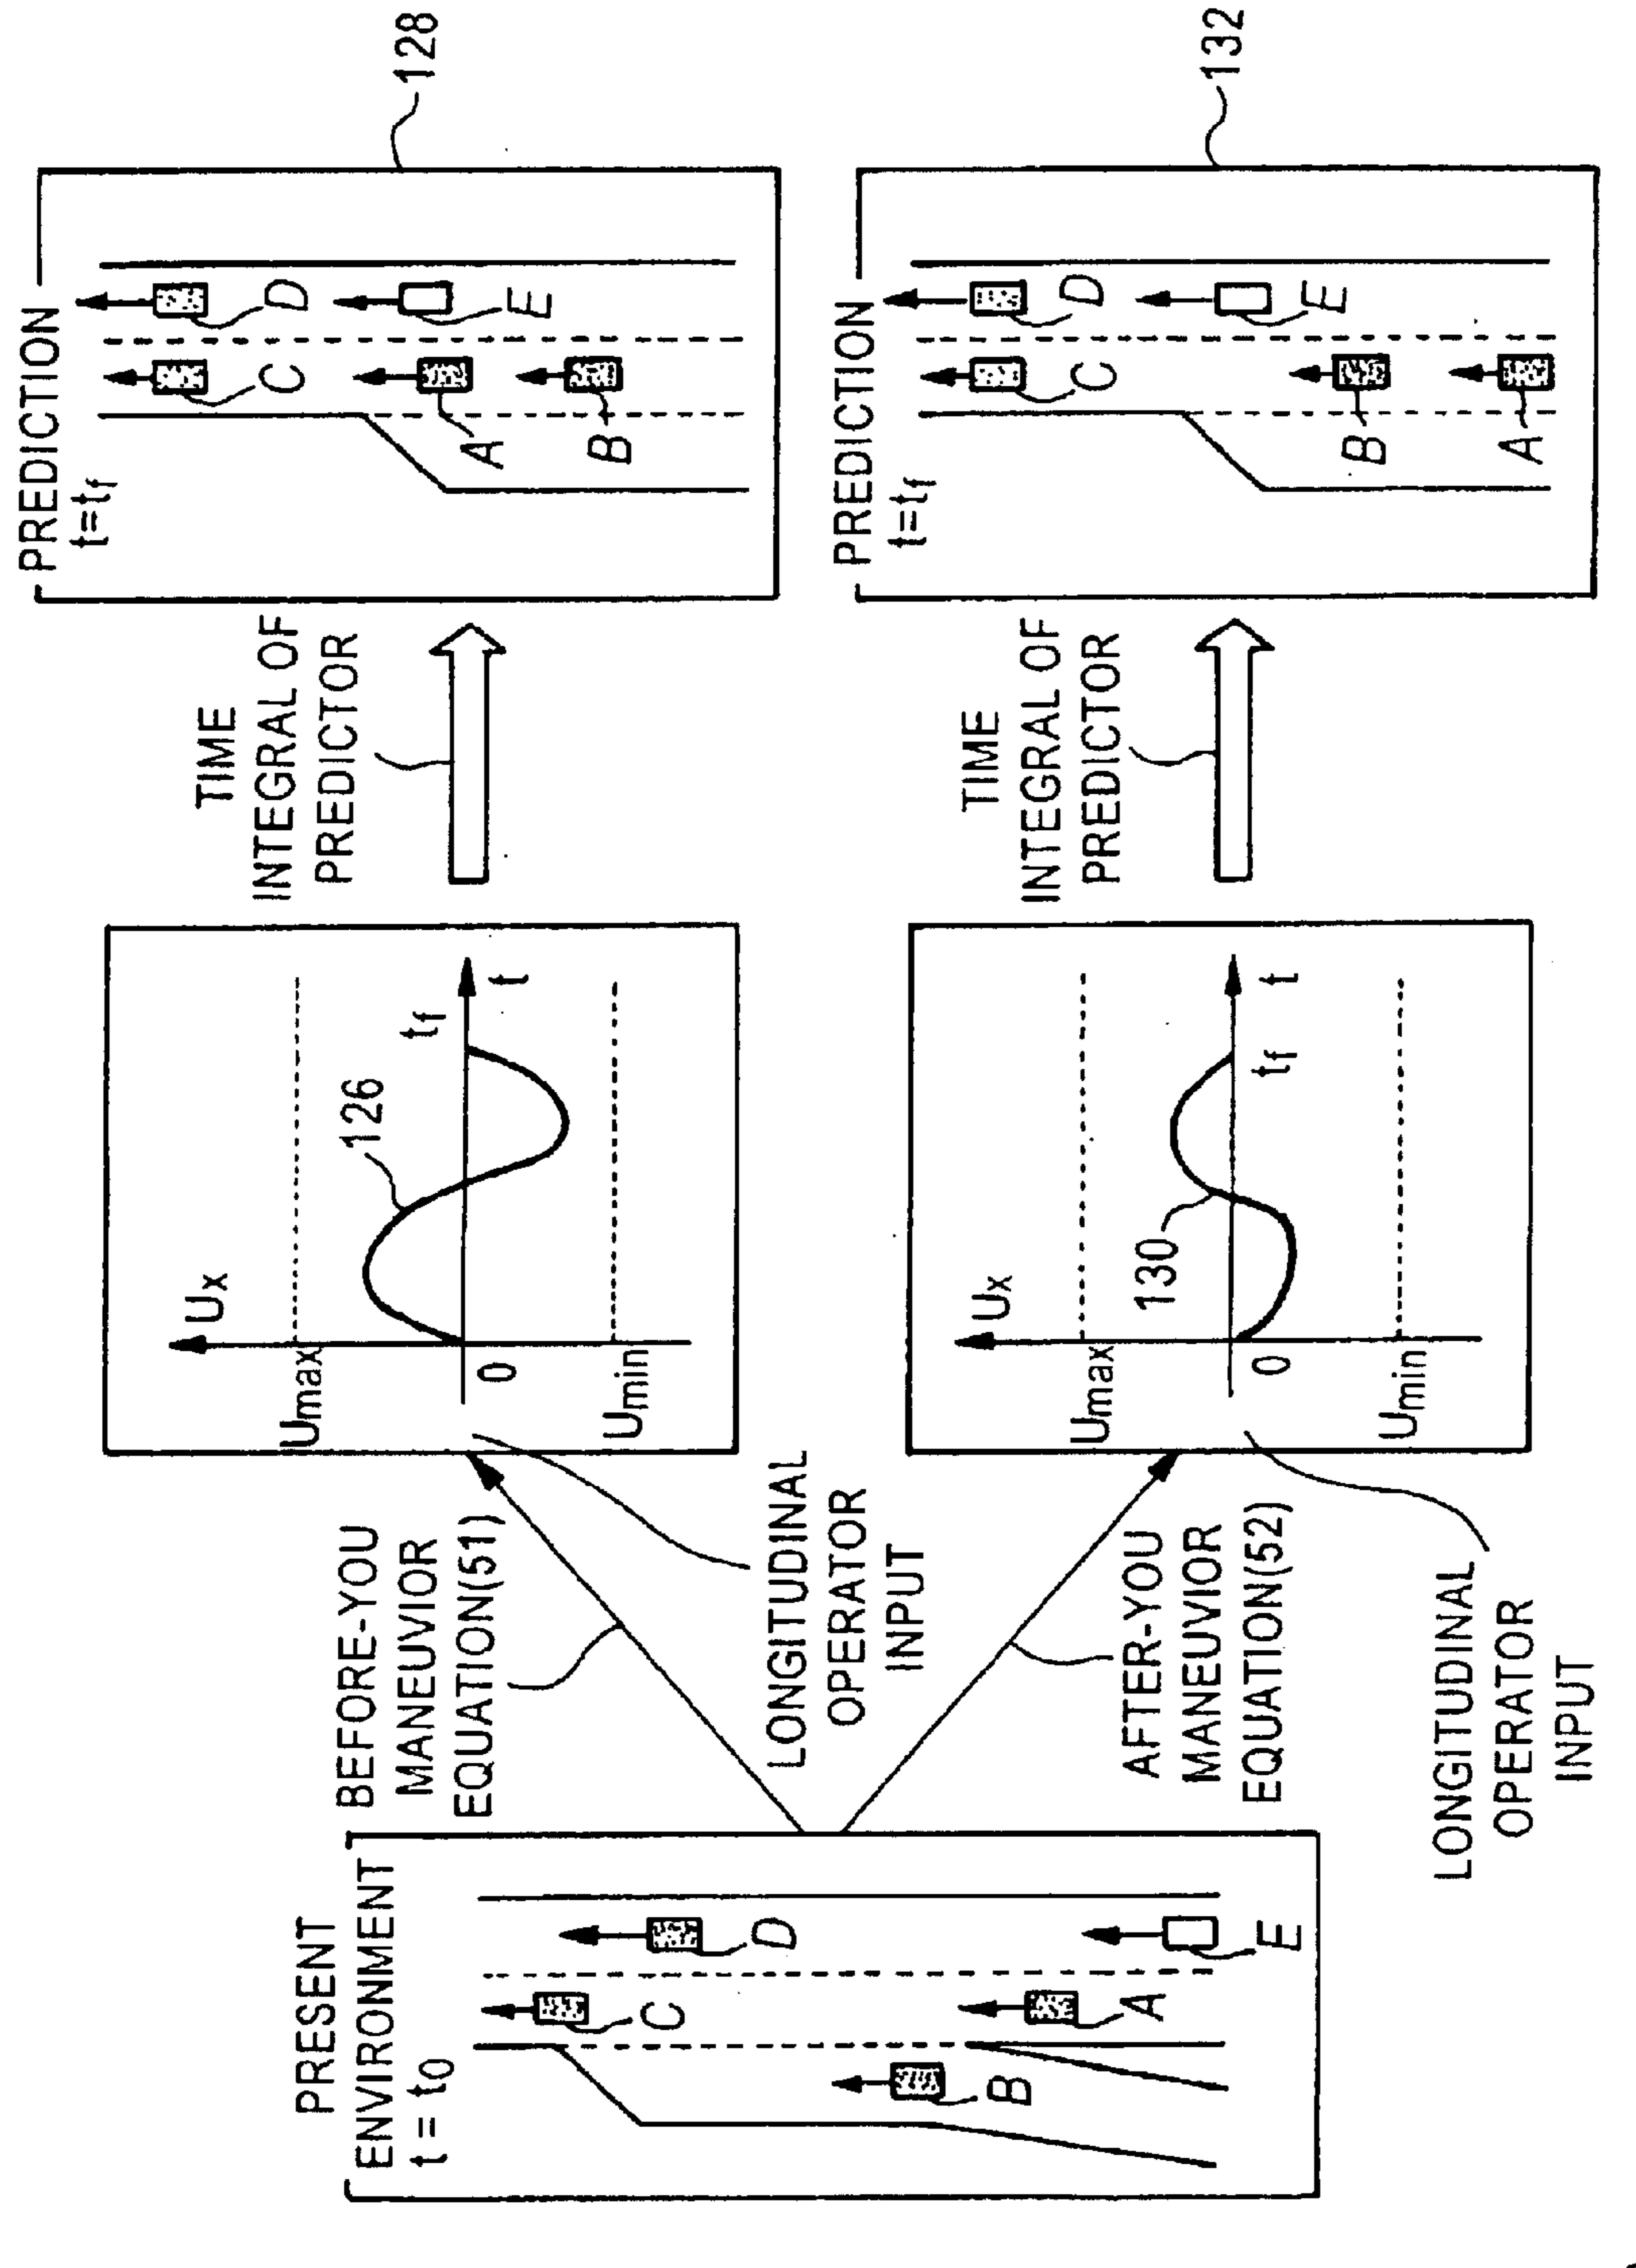 PRESENT
ENVIRONMENT
t = t0
C
D
B
A
E
BEFORE-YOU
MANEUVIOR
EQUATION(51)
LONGITUDINAL
OPERATOR
INPUT
AFTER-YOU
MANEUVIOR
EQUATION(52)
LONGITUDINAL
OPERATOR
INPUT
Ux
Umax
0
Umin
126
tf
t
Ux
Umax
0
Umin
130
tf
t
TIME
INTEGRAL OF
PREDICTOR
TIME
INTEGRAL OF
PREDICTOR
PREDICTION
t=tf
C
D
A
E
B
128
PREDICTION
t=tf
C
D
E
B
A
132